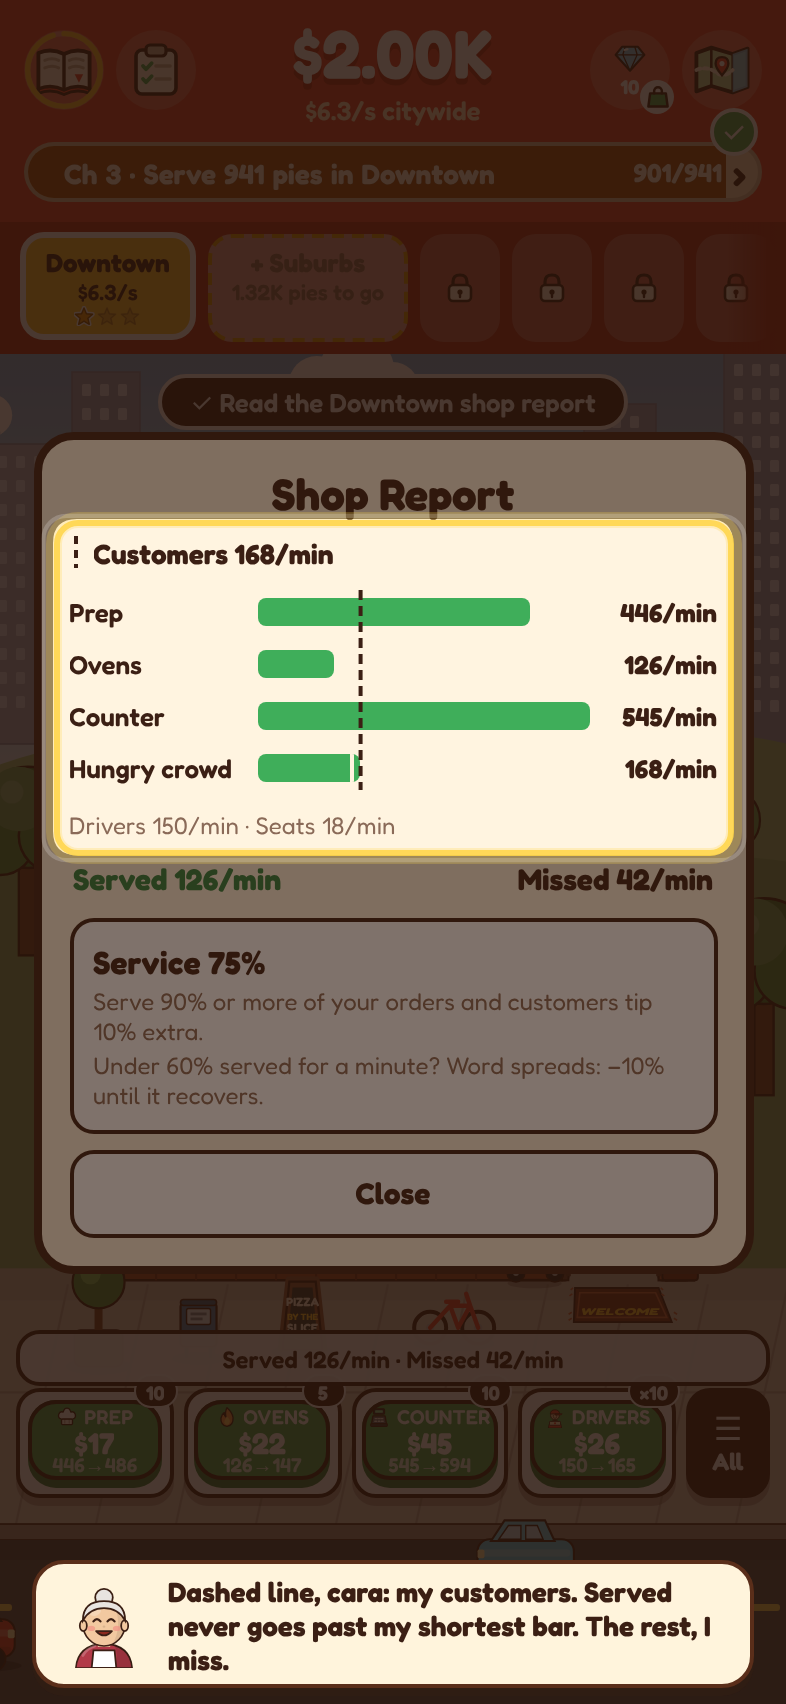 $2.00K
$6.3/s citywide
10
Ch 3 · Serve 941 pies in Downtown 901/941
Downtown
$6.3/s
+ Suburbs
1.32K pies to go
✓ Read the Downtown shop report
Shop Report
Customers 168/min
Prep 446/min
Ovens 126/min
Counter 545/min
Hungry crowd 168/min
Drivers 150/min · Seats 18/min
Served 126/min Missed 42/min
Service 75%
Serve 90% or more of your orders and customers tip
10% extra.
Under 60% served for a minute? Word spreads: −10%
until it recovers.
Close
PIZZA
BY THE
SLICE
WELCOME
Served 126/min · Missed 42/min
10 5 10 x10
PREP OVENS COUNTER DRIVERS
$17 $22 $45 $26
446→486 126→147 545→594 150→165
All
Dashed line, cara: my customers. Served
never goes past my shortest bar. The rest, I
miss.